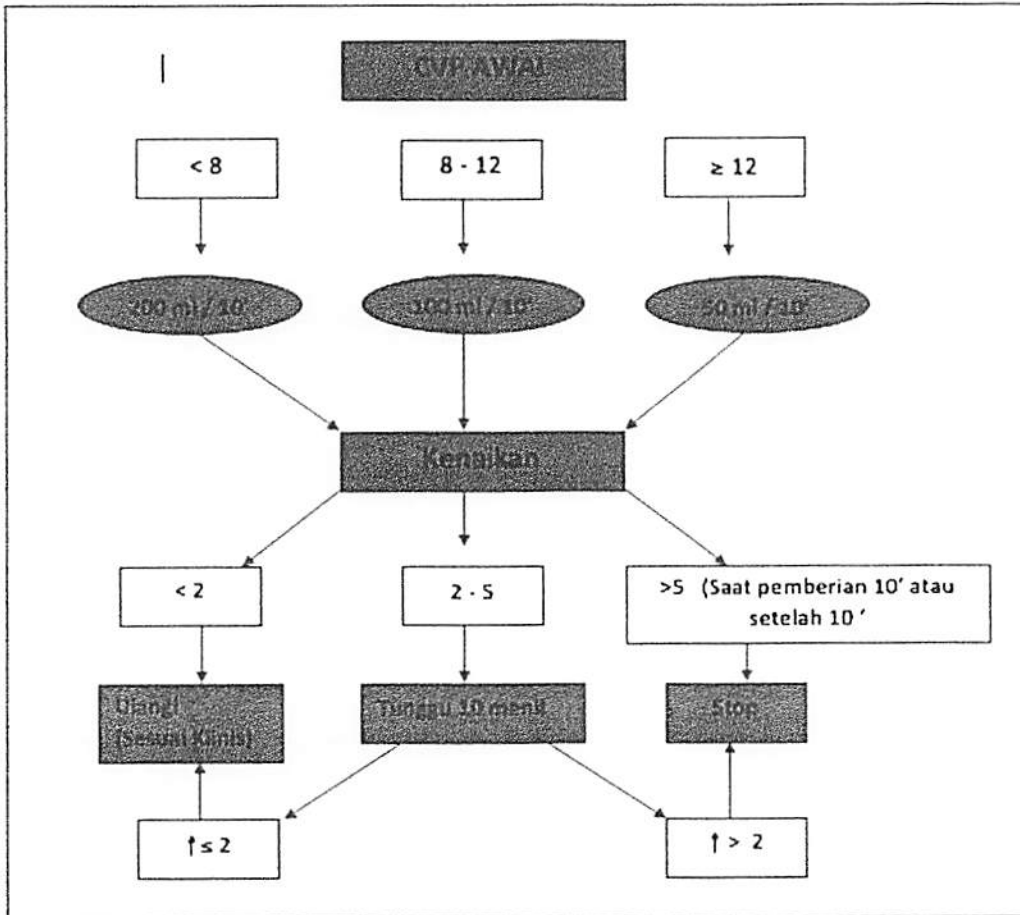 CVP AWAL
< 8
8 - 12
≥ 12
200 ml / 10'
100 ml / 10'
50 ml / 10'
Kenaikan
< 2
2 - 5
>5 (Saat pemberian 10' atau
setelah 10 '
Ulangi
(Sesuai Klinis)
Tunggu 10 menit
Stop
↑ ≤ 2
↑ > 2